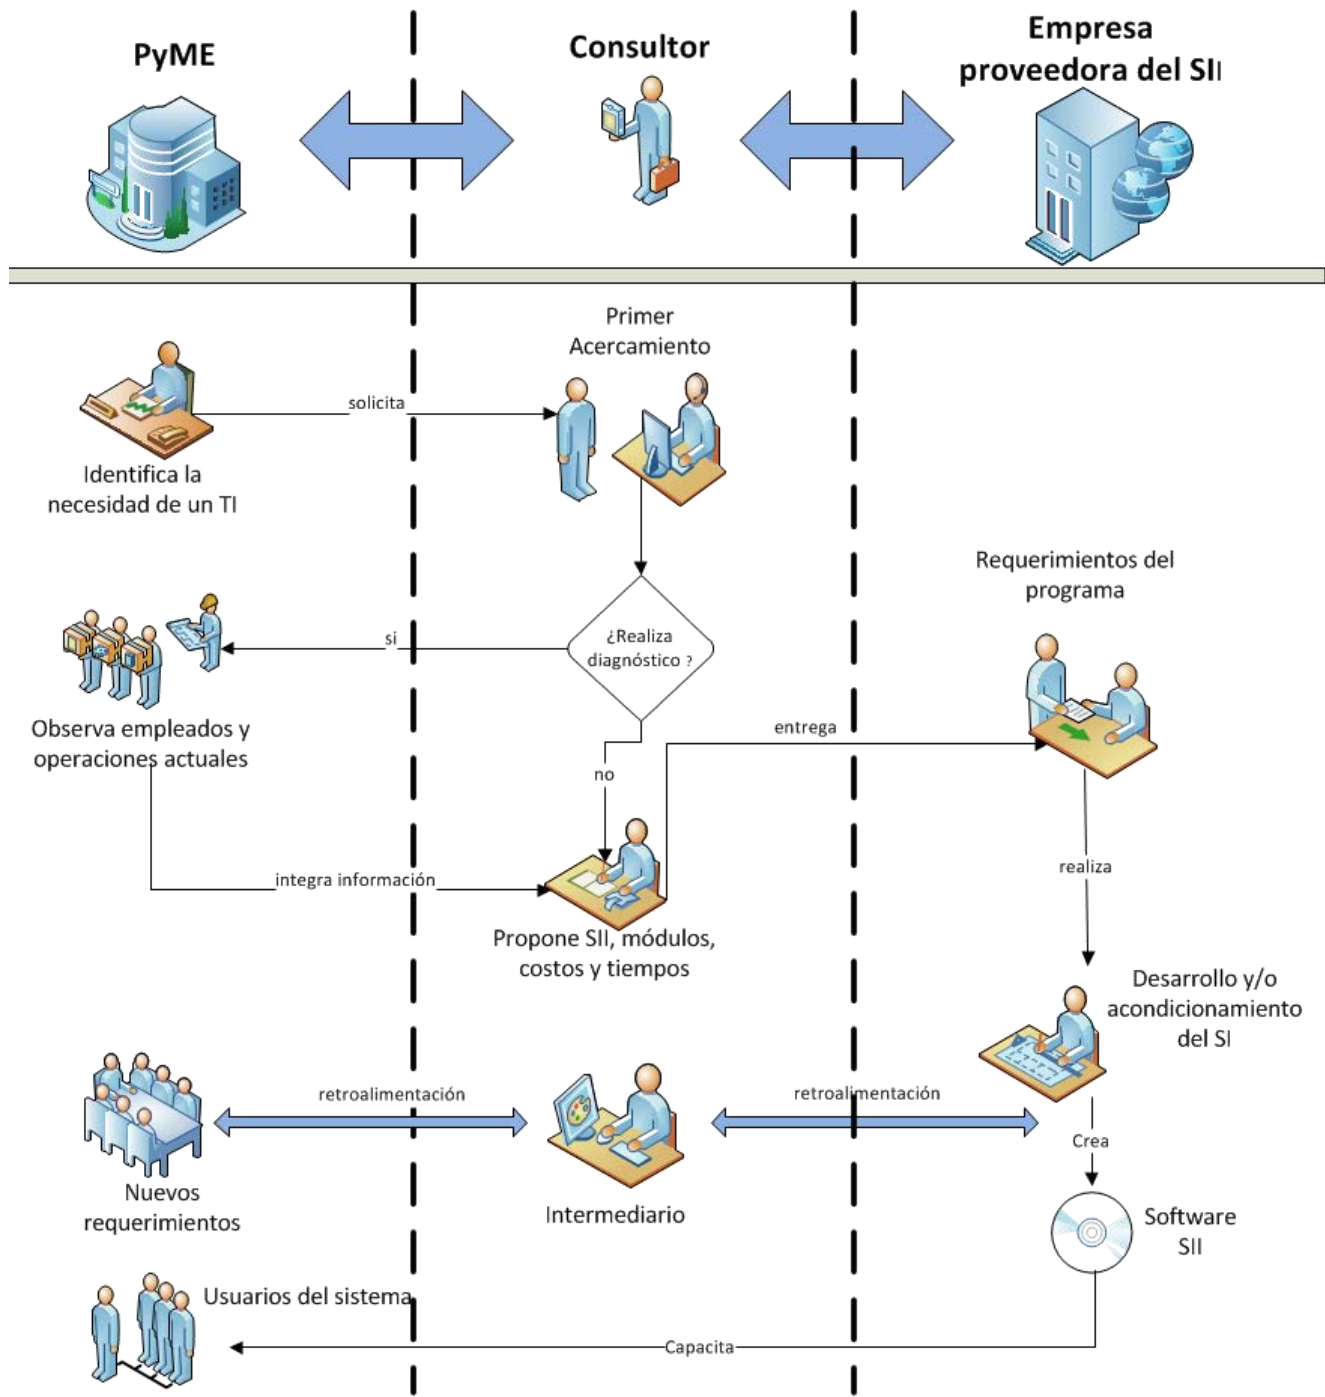 PyME
Consultor
Empresa
proveedora del SII
Primer
Acercamiento
solicita
Identifica la
necesidad de un TI
Requerimientos del
programa
¿Realiza
diagnóstico ?
si
Observa empleados y
operaciones actuales
entrega
no
realiza
integra información
Propone SII, módulos,
costos y tiempos
Desarrollo y/o
acondicionamiento
del SI
retroalimentación
retroalimentación
Crea
Nuevos
requerimientos
Intermediario
Software
SII
Usuarios del sistema
Capacita